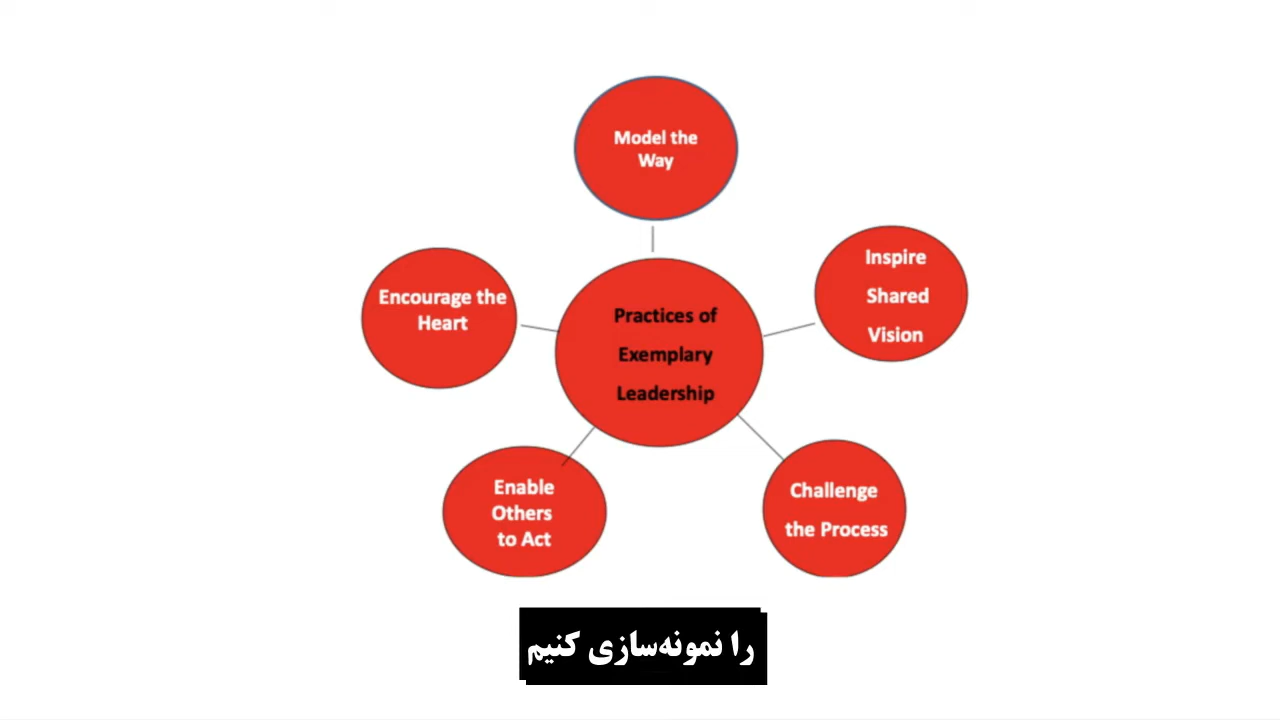 Model the
Way
Inspire
Shared
Vision
Encourage the
Heart
Practices of
Exemplary
Leadership
Enable
Others
to Act
Challenge
the Process
را نمونه‌سازی کنیم